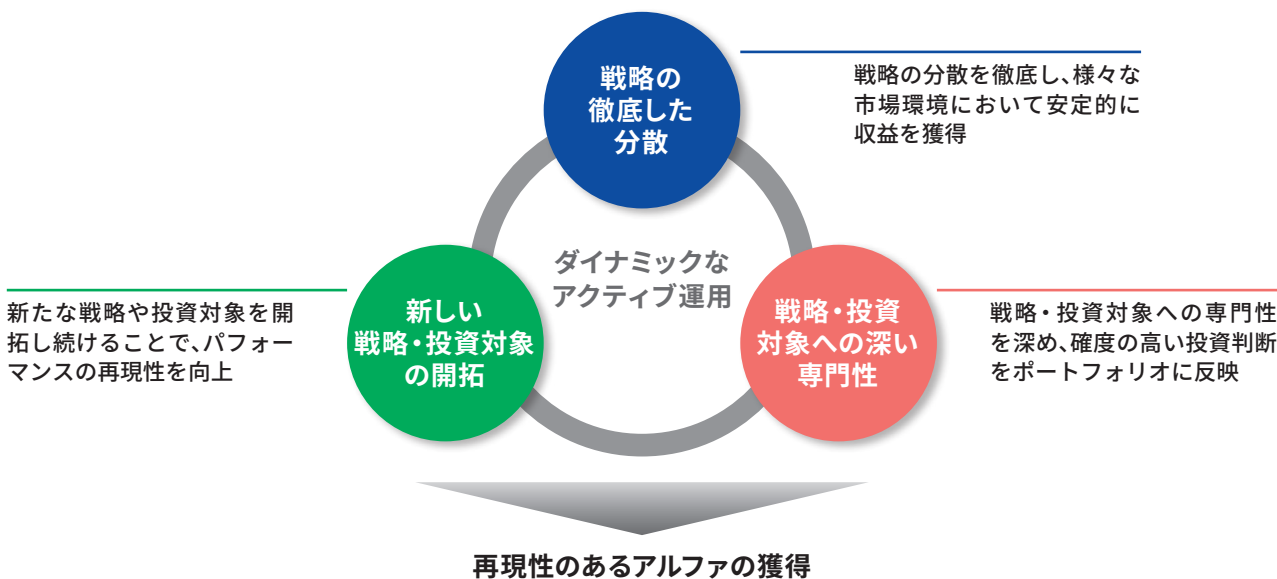 戦略の
徹底した
分散
戦略の分散を徹底し、様々な
市場環境において安定的に
収益を獲得
ダイナミックな
アクティブ運用
新たな戦略や投資対象を開
拓し続けることで、パフォー
マンスの再現性を向上
新しい
戦略・投資対象
の開拓
戦略・投資
対象への深い
専門性
戦略・投資対象への専門性
を深め、確度の高い投資判断
をポートフォリオに反映
再現性のあるアルファの獲得